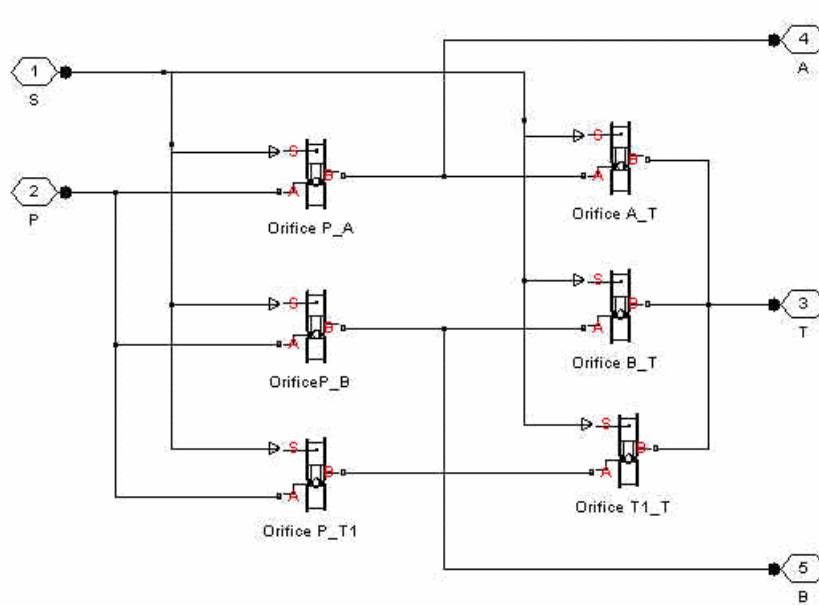 4
A
1
S
S
S
B
B
2
A
A
P
Orifice P_A
Orifice A_T
S
S
B
B
3
A
A
T
OrificeP_B
Orifice B_T
S
S
B
B
A
A
Orifice P_T1
Orifice T1_T
5
B